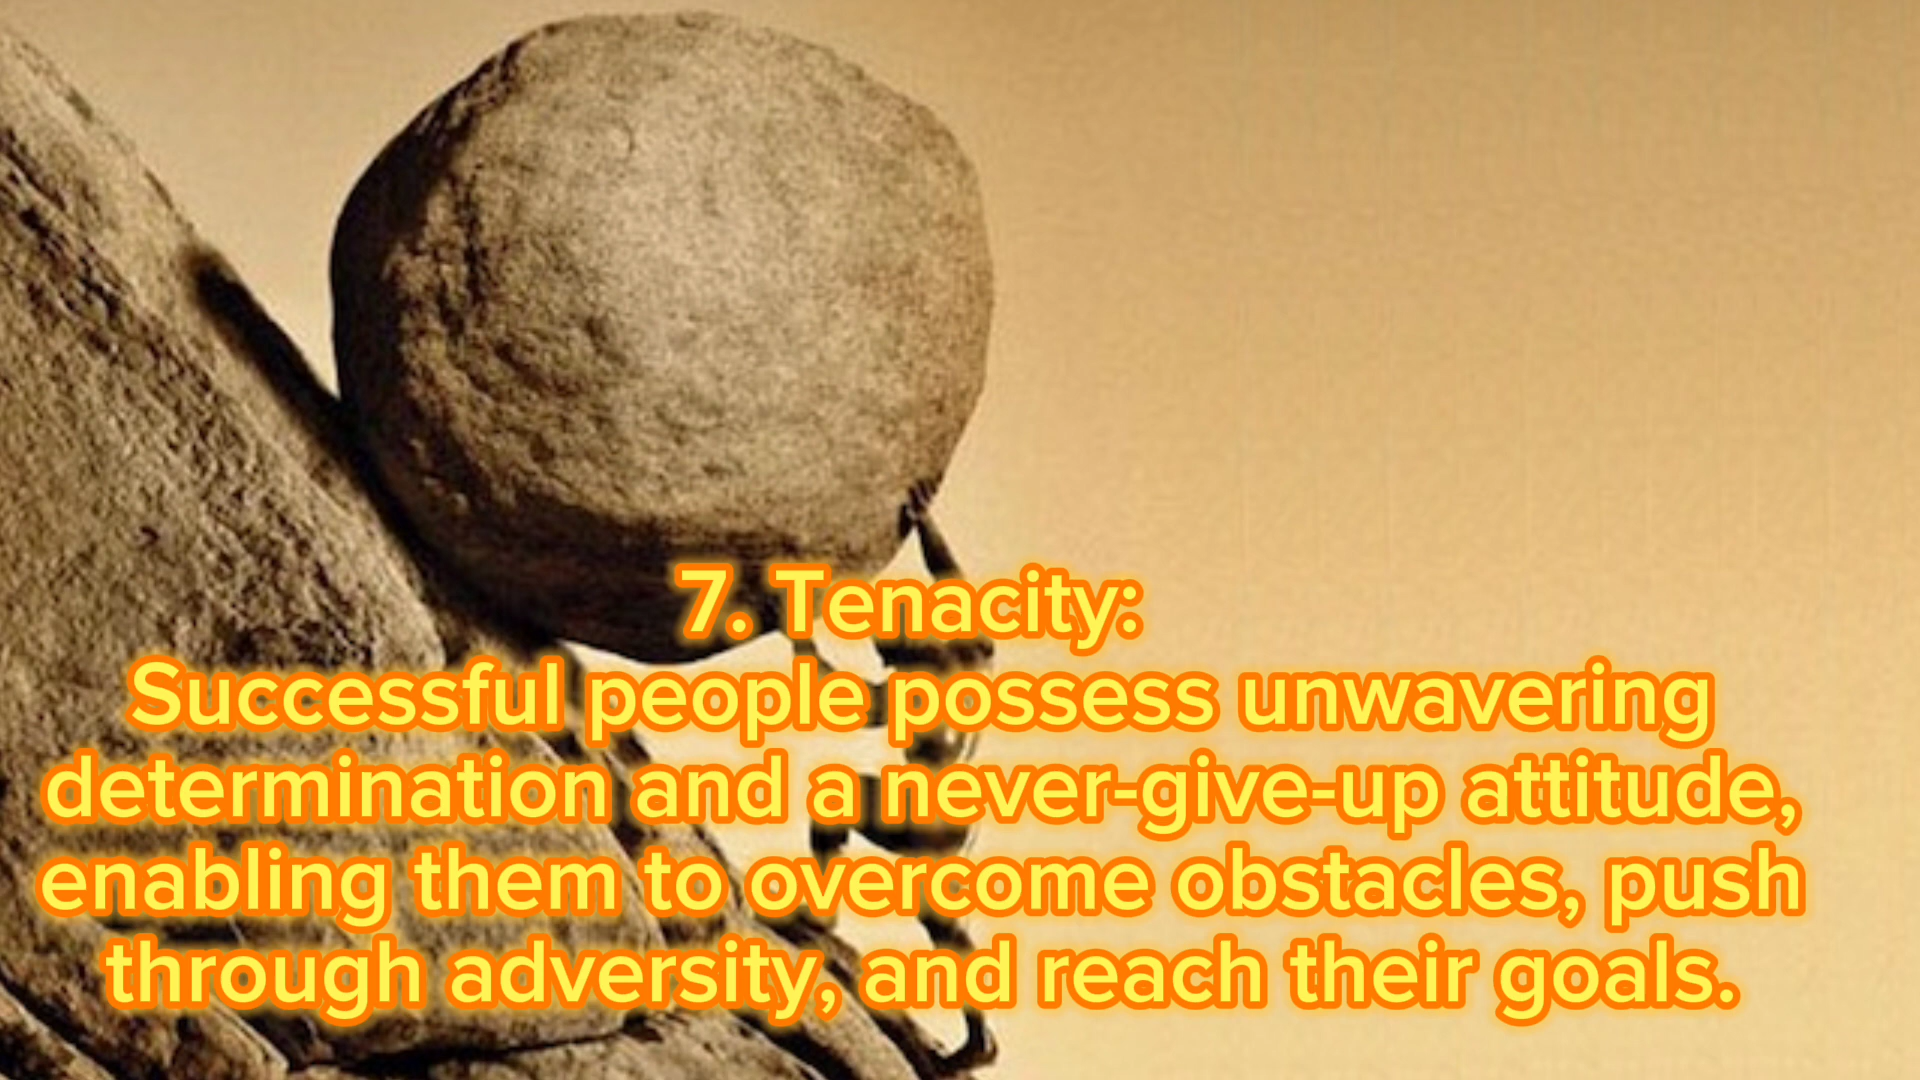 7. Tenacity:
Successful people possess unwavering
determination and a never-give-up attitude,
enabling them to overcome obstacles, push
through adversity, and reach their goals.